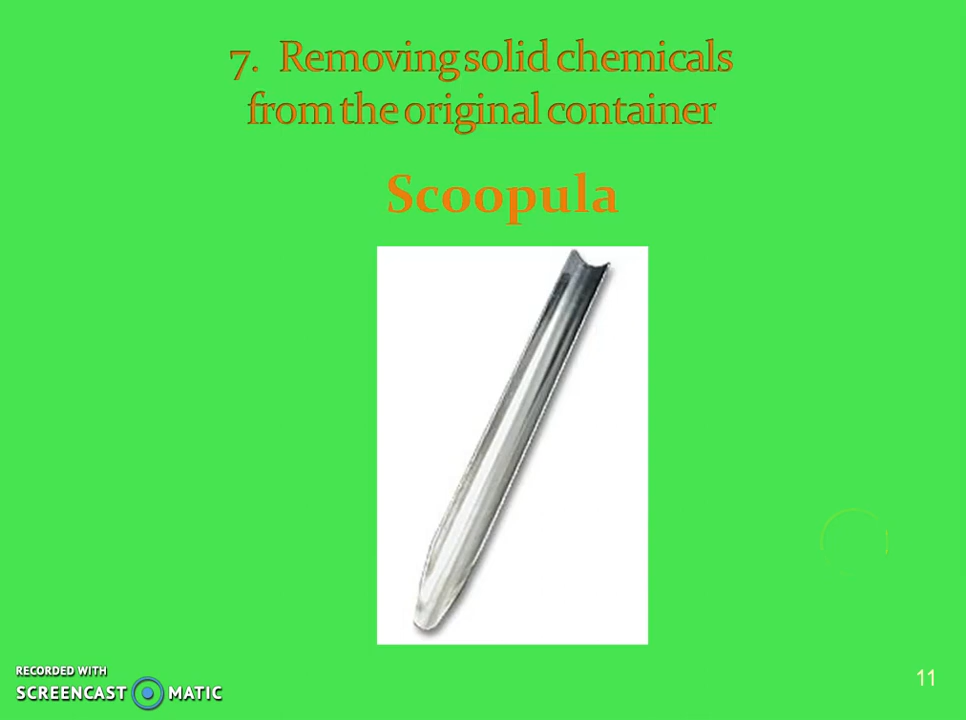 7. Removing solid chemicals
from the original container
Scoopula
RECORDED WITH
SCREENCAST MATIC
11